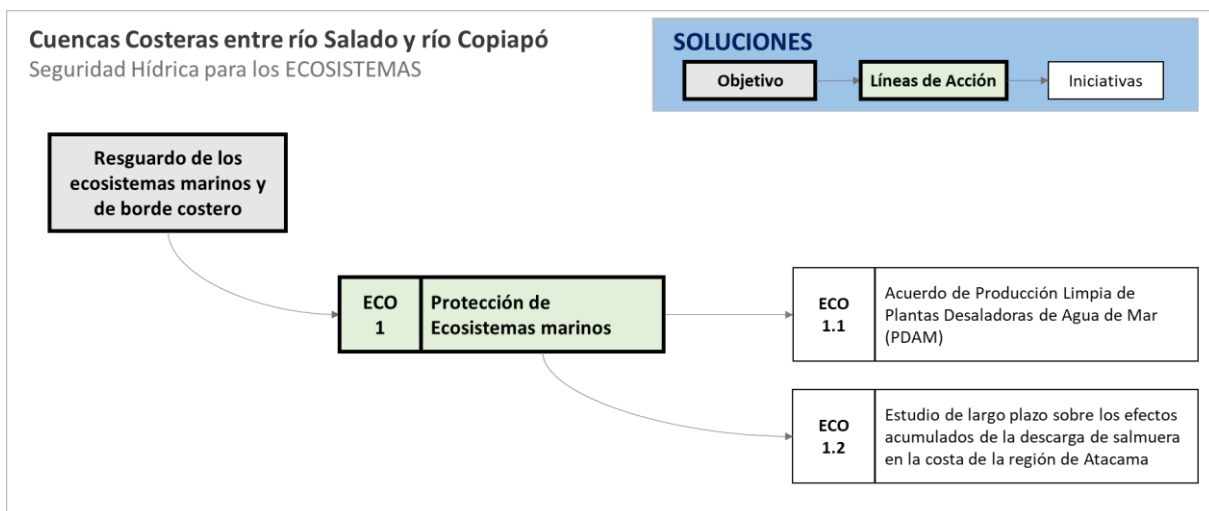 Cuencas Costeras entre río Salado y río Copiapó
Seguridad Hídrica para los ECOSISTEMAS
SOLUCIONES
Objetivo
Líneas de Acción
Iniciativas
Resguardo de los
ecosistemas marinos y
de borde costero
ECO
1
Protección de
Ecosistemas marinos
ECO
1.1
Acuerdo de Producción Limpia de
Plantas Desaladoras de Agua de Mar
(PDAM)
ECO
1.2
Estudio de largo plazo sobre los efectos
acumulados de la descarga de salmuera
en la costa de la región de Atacama